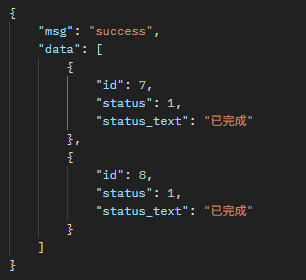 {
    "msg": "success",
    "data": [
        {
            "id": 7,
            "status": 1,
            "status_text": "已完成"
        },
        {
            "id": 8,
            "status": 1,
            "status_text": "已完成"
        }
    ]
}